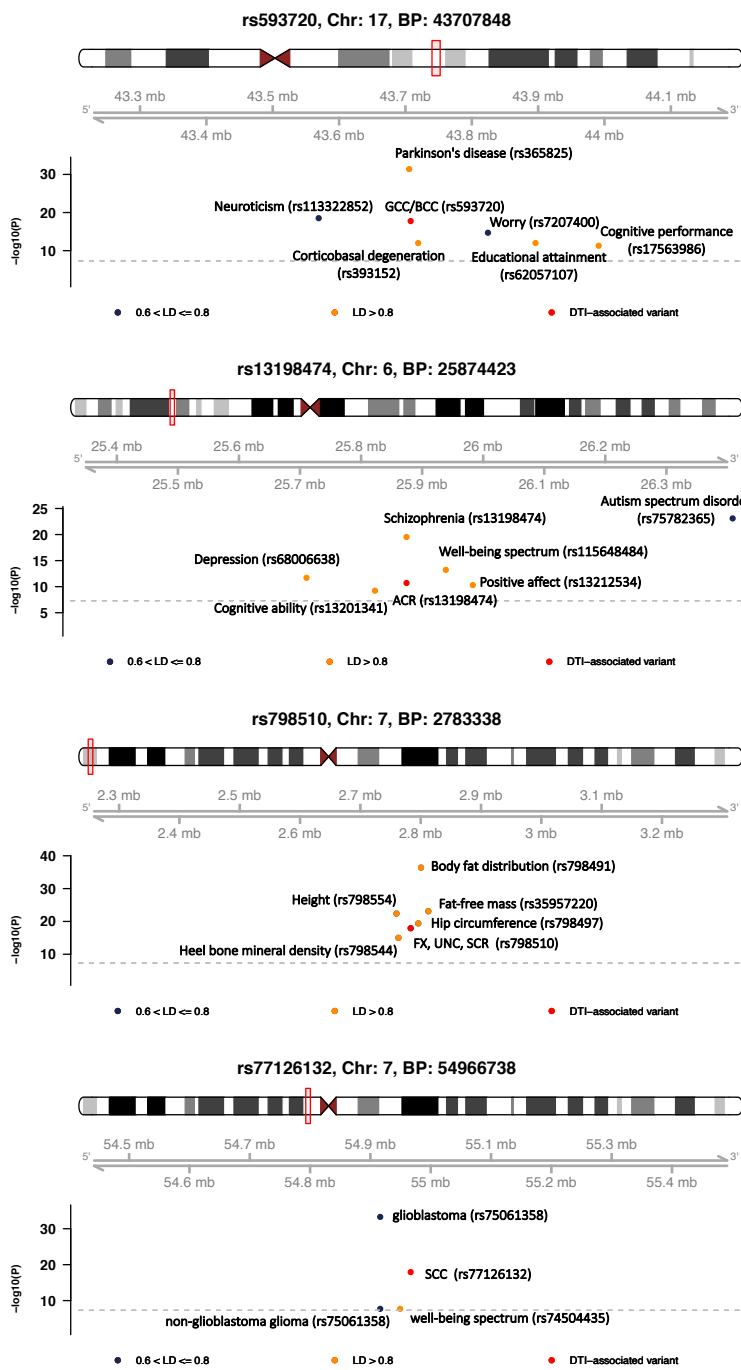 rs593720, Chr: 17, BP: 43707848
43.3 mb 43.5 mb 43.7 mb 43.9 mb 44.1 mb
5' 3'
43.4 mb 43.6 mb 43.8 mb 44 mb
Parkinson's disease (rs365825)
30
Neuroticism (rs113322852) GCC/BCC (rs593720)
20
Worry (rs7207400) Cognitive performance
(rs17563986)
10
Corticobasal degeneration
(rs393152)
Educational attainment
(rs62057107)
−log10(P)
0.6 < LD <= 0.8 LD > 0.8 DTI−associated variant
rs13198474, Chr: 6, BP: 25874423
25.4 mb 25.6 mb 25.8 mb 26 mb 26.2 mb
5' 3'
25.5 mb 25.7 mb 25.9 mb 26.1 mb 26.3 mb
25
Autism spectrum disorde
(rs75782365)
Schizophrenia (rs13198474)
20
15
Depression (rs68006638) Well-being spectrum (rs115648484)
10
Positive affect (rs13212534)
Cognitive ability (rs13201341) ACR (rs13198474)
5
−log10(P)
0.6 < LD <= 0.8 LD > 0.8 DTI−associated variant
rs798510, Chr: 7, BP: 2783338
2.3 mb 2.5 mb 2.7 mb 2.9 mb 3.1 mb
5' 3'
2.4 mb 2.6 mb 2.8 mb 3 mb 3.2 mb
40
Body fat distribution (rs798491)
30
Height (rs798554) Fat-free mass (rs35957220)
20
Hip circumference (rs798497)
Heel bone mineral density (rs798544) FX, UNC, SCR (rs798510)
10
−log10(P)
0.6 < LD <= 0.8 LD > 0.8 DTI−associated variant
rs77126132, Chr: 7, BP: 54966738
54.5 mb 54.7 mb 54.9 mb 55.1 mb 55.3 mb
5' 3'
54.6 mb 54.8 mb 55 mb 55.2 mb 55.4 mb
glioblastoma (rs75061358)
30
20
SCC (rs77126132)
10
non-glioblastoma glioma (rs75061358) well-being spectrum (rs74504435)
−log10(P)
0.6 < LD <= 0.8 LD > 0.8 DTI−associated variant